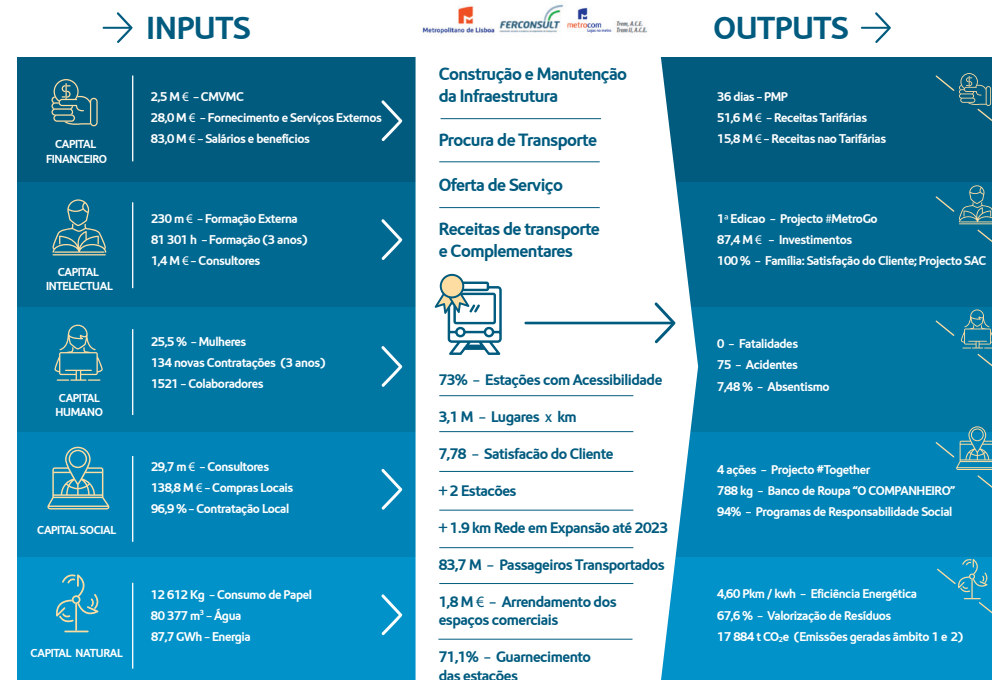 INPUTS
Metropolitano de Lisboa
FERCONSULT
metrocom
Trem, A.C.E.
Trem II, A.C.E.
OUTPUTS
CAPITAL
FINANCEIRO
2,5 M € – CMVMC
28,0 M € – Fornecimento e Serviços Externos
83,0 M € – Salários e benefícios
CAPITAL
INTELECTUAL
230 m € – Formação Externa
81 301 h – Formação (3 anos)
1,4 M € – Consultores
CAPITAL
HUMANO
25,5 % – Mulheres
134 novas Contratações (3 anos)
1521 – Colaboradores
CAPITAL SOCIAL
29,7 m € – Consultores
138,8 M € – Compras Locais
96,9 % – Contratação Local
CAPITAL NATURAL
12 612 Kg – Consumo de Papel
80 377 m³ – Água
87,7 GWh – Energia
Construção e Manutenção
da Infraestrutura
Procura de Transporte
Oferta de Serviço
Receitas de transporte
e Complementares
73% – Estações com Acessibilidade
3,1 M – Lugares x km
7,78 – Satisfacão do Cliente
+ 2 Estacões
+ 1.9 km Rede em Expansão até 2023
83,7 M – Passageiros Transportados
1,8 M € – Arrendamento dos
espaços comerciais
71,1% – Guarnecimento
das estações
36 dias – PMP
51,6 M € – Receitas Tarifárias
15,8 M € – Receitas nao Tarifárias
1ª Edicao – Projecto #MetroGo
87,4 M € – Investimentos
100 % – Família: Satisfação do Cliente; Projecto SAC
0 – Fatalidades
75 – Acidentes
7,48 % – Absentismo
4 ações – Projecto #Together
788 kg – Banco de Roupa “O COMPANHEIRO”
94% – Programas de Responsabilidade Social
4,60 Pkm / kwh – Eficiência Energética
67,6 % – Valorização de Resíduos
17 884 t CO₂e (Emissões geradas âmbito 1 e 2)